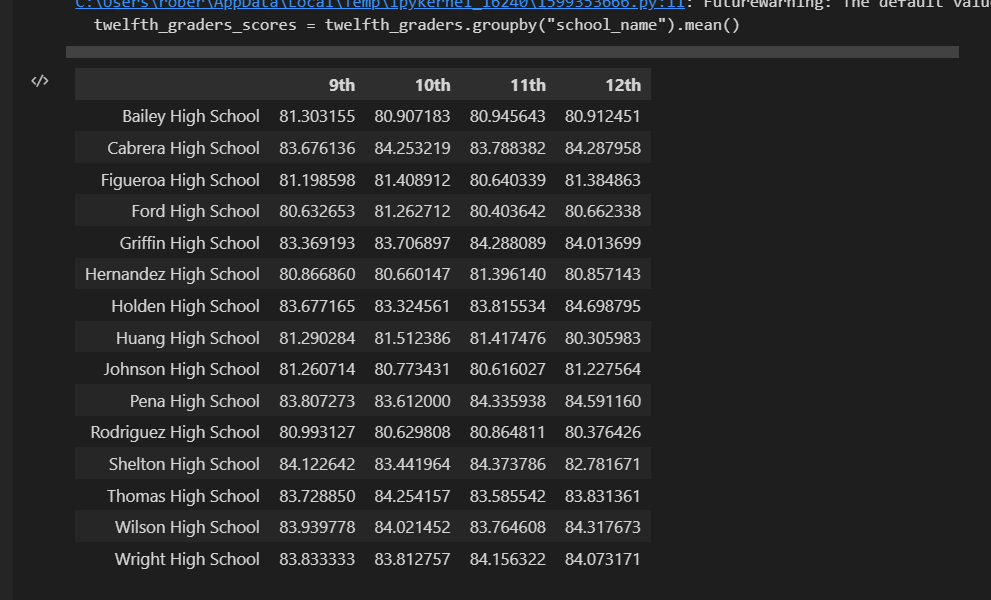 C:\Users\rober\AppData\Local\Temp\ipykernel_16240\1599353666.py:11: FutureWarning: The default
twelfth_graders_scores = twelfth_graders.groupby("school_name").mean()
9th 10th 11th 12th
Bailey High School 81.303155 80.907183 80.945643 80.912451
Cabrera High School 83.676136 84.253219 83.788382 84.287958
Figueroa High School 81.198598 81.408912 80.640339 81.384863
Ford High School 80.632653 81.262712 80.403642 80.662338
Griffin High School 83.369193 83.706897 84.288089 84.013699
Hernandez High School 80.866860 80.660147 81.396140 80.857143
Holden High School 83.677165 83.324561 83.815534 84.698795
Huang High School 81.290284 81.512386 81.417476 80.305983
Johnson High School 81.260714 80.773431 80.616027 81.227564
Pena High School 83.807273 83.612000 84.335938 84.591160
Rodriguez High School 80.993127 80.629808 80.864811 80.376426
Shelton High School 84.122642 83.441964 84.373786 82.781671
Thomas High School 83.728850 84.254157 83.585542 83.831361
Wilson High School 83.939778 84.021452 83.764608 84.317673
Wright High School 83.833333 83.812757 84.156322 84.073171